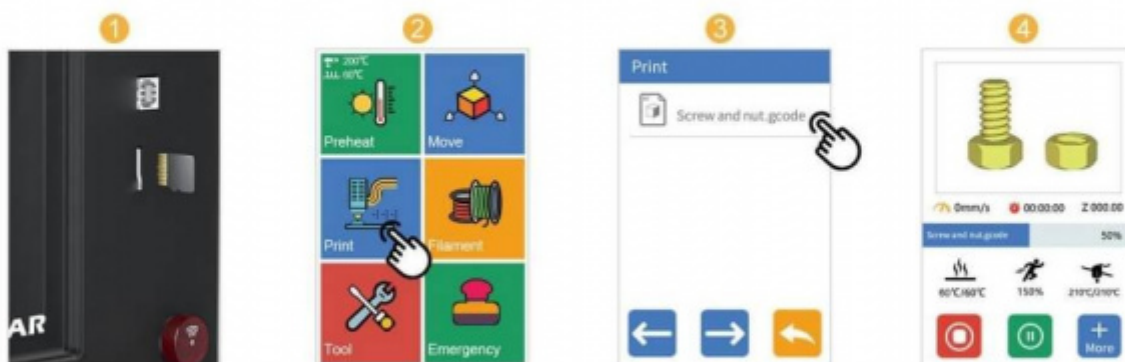 1
2
3
4
AR
200℃
60℃
Preheat
Move
Print
Filament
Tool
Emergency
Print
Screw and nut.gcode
0mm/s 00:00:00 Z 000.00
Screw and nut.gcode 50%
60℃/60℃ 150% 210℃/210℃
More